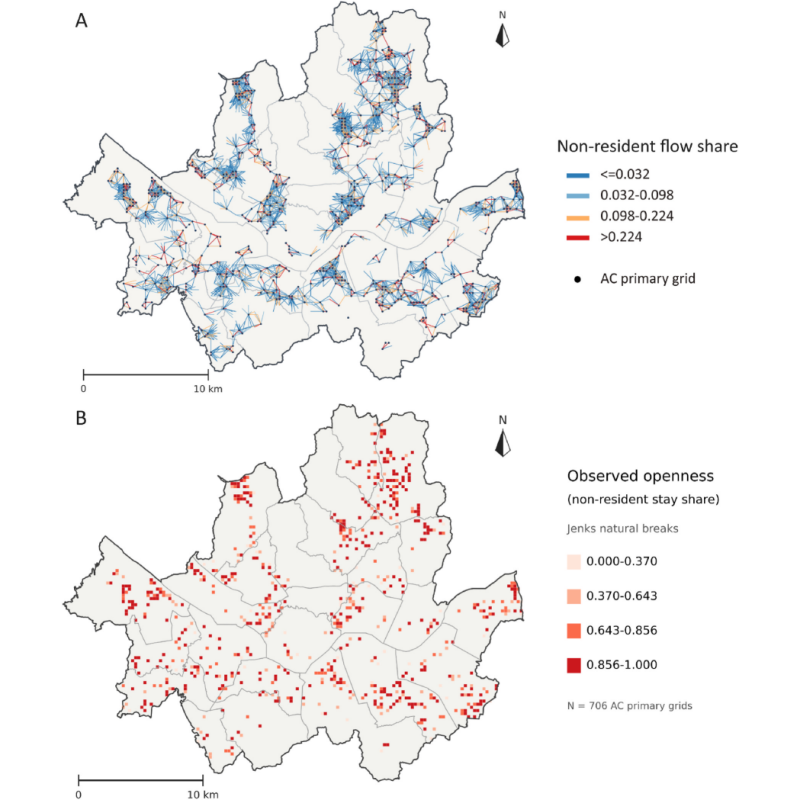 A
N
Non-resident flow share
<=0.032
0.032-0.098
0.098-0.224
>0.224
AC primary grid
0 10 km
B
N
Observed openness
(non-resident stay share)
Jenks natural breaks
0.000-0.370
0.370-0.643
0.643-0.856
0.856-1.000
N = 706 AC primary grids
0 10 km